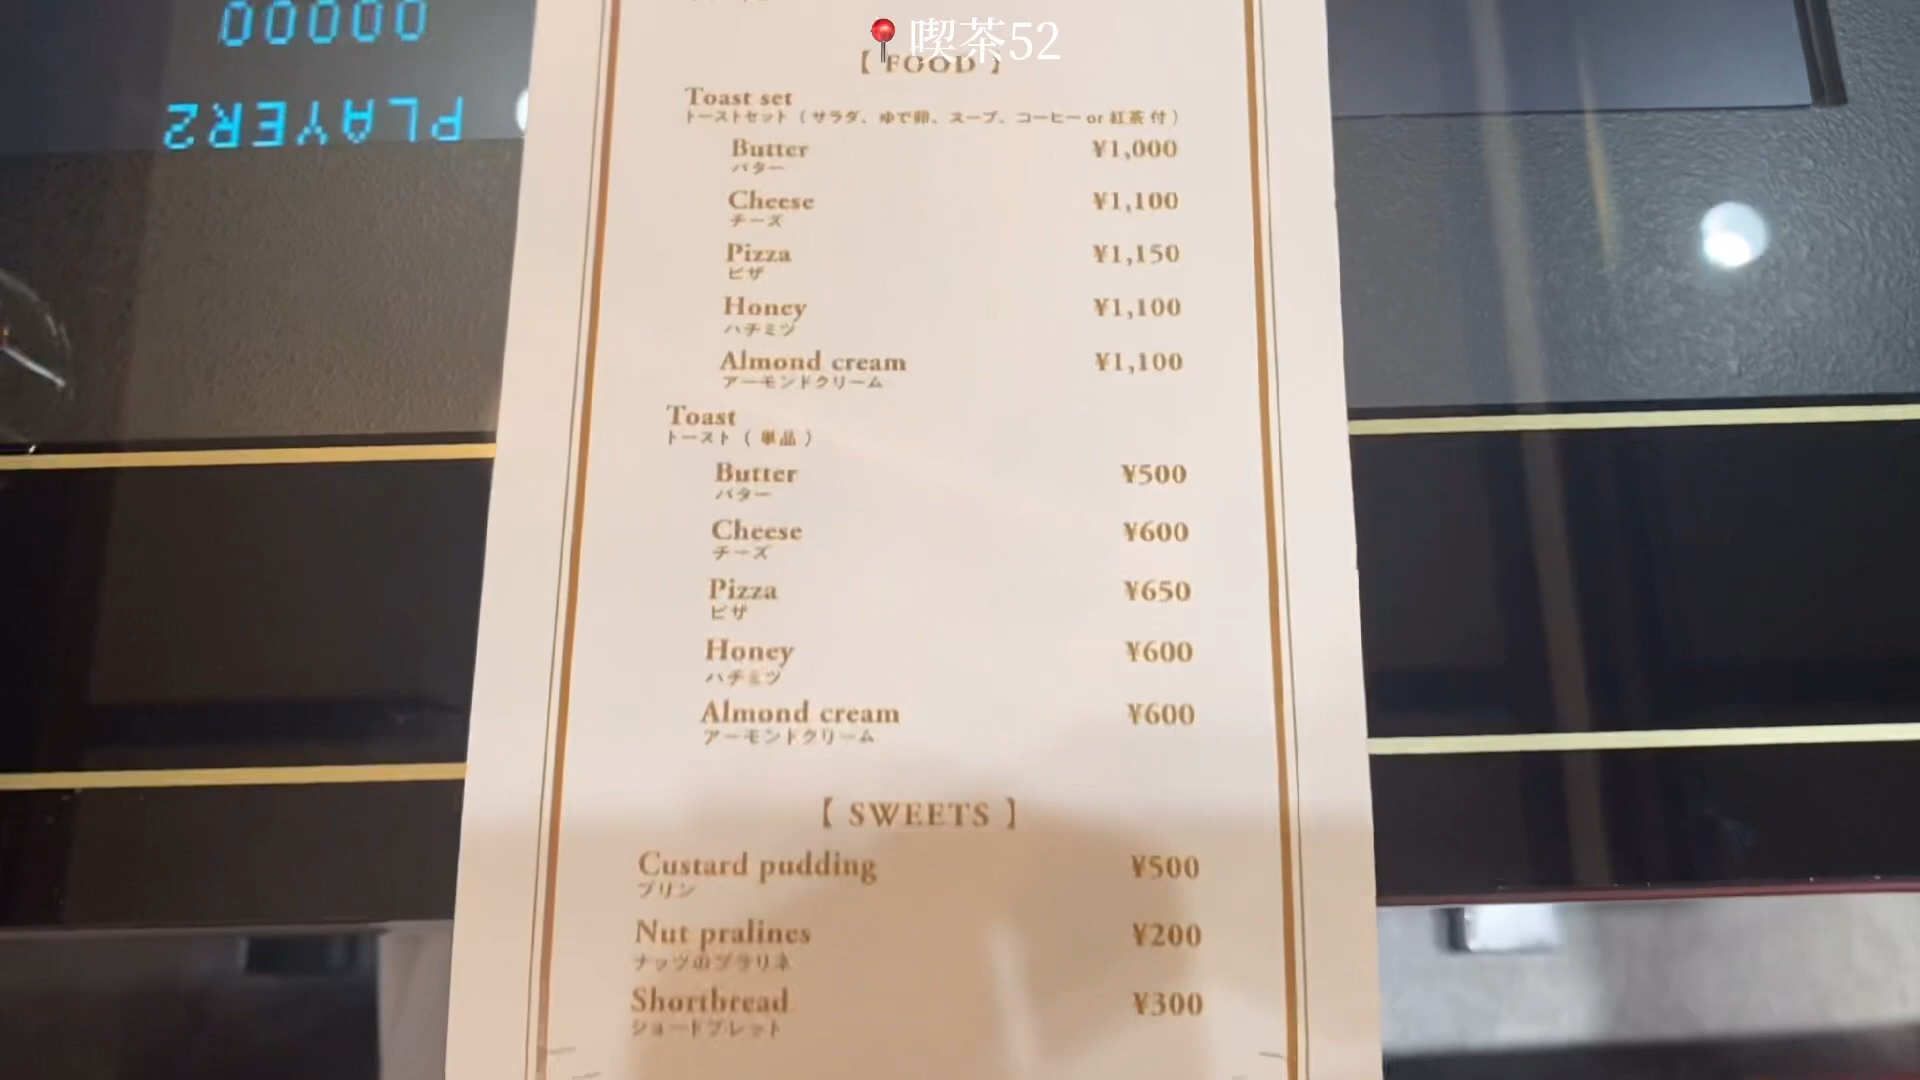 00000
PLAYER2
📍喫茶52
【 FOOD 】
Toast set
トーストセット ( サラダ、ゆで卵、スープ、コーヒー or 紅茶 付 )
Butter ¥1,000
バター
Cheese ¥1,100
チーズ
Pizza ¥1,150
ピザ
Honey ¥1,100
ハチミツ
Almond cream ¥1,100
アーモンドクリーム
Toast
トースト ( 単品 )
Butter ¥500
バター
Cheese ¥600
チーズ
Pizza ¥650
ピザ
Honey ¥600
ハチミツ
Almond cream ¥600
アーモンドクリーム
【 SWEETS 】
Custard pudding ¥500
プリン
Nut pralines ¥200
ナッツのプラリネ
Shortbread ¥300
ショートブレット